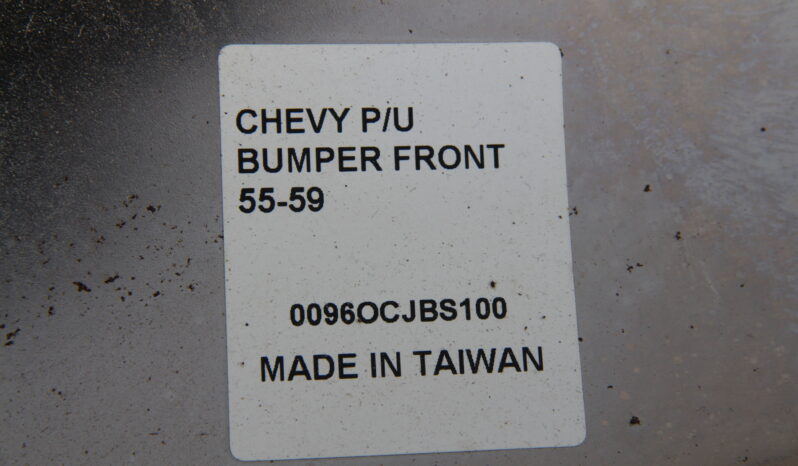 CHEVY P/U
BUMPER FRONT
55-59
0096OCJBS100
MADE IN TAIWAN